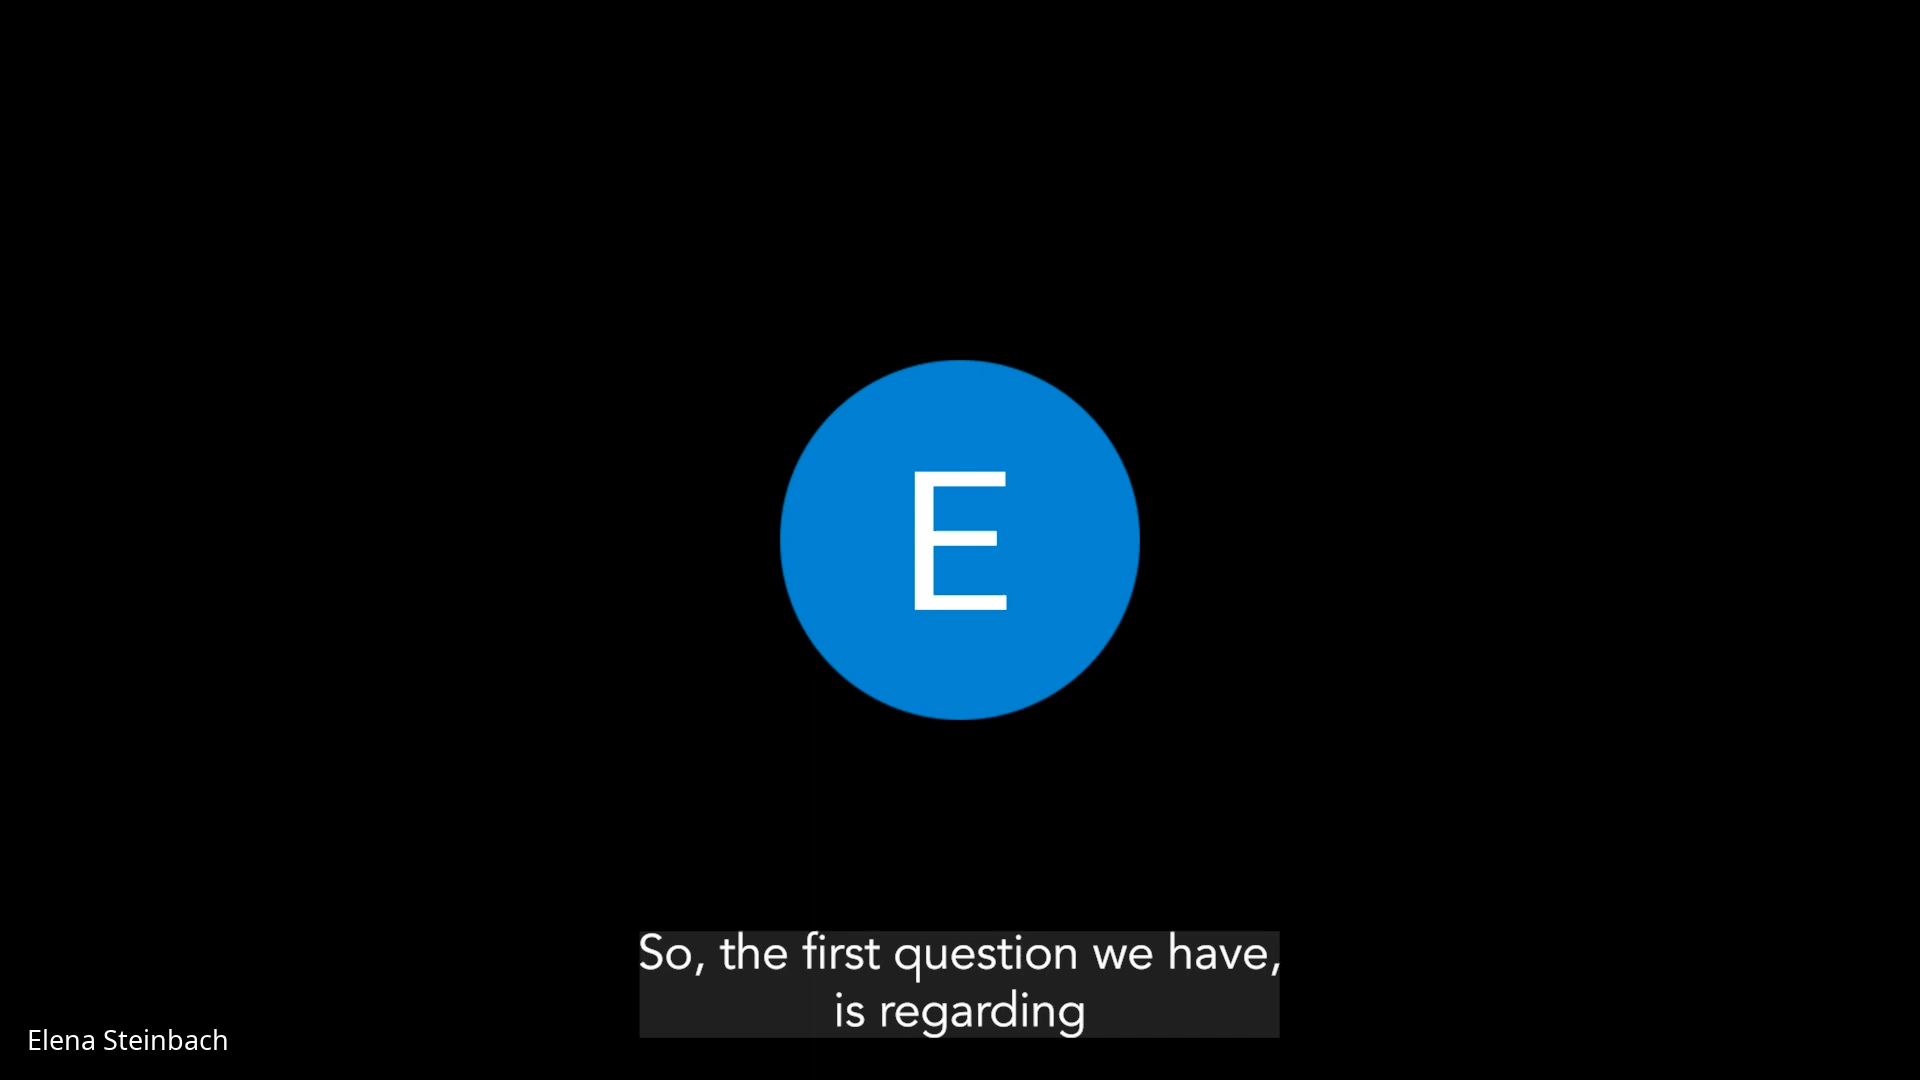 E
So, the first question we have,
is regarding
Elena Steinbach